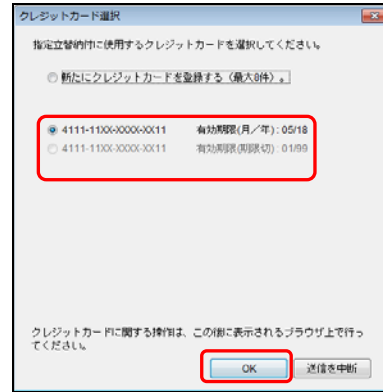 クレジットカード選択
指定立替納付に使用するクレジットカードを選択してください。
新たにクレジットカードを登録する（最大8件）。
4111-11XX-XXXX-XX11 有効期限(月／年): 05/18
4111-11XX-XXXX-XX11 有効期限(期限切): 01/99
クレジットカードに関する操作は、この後に表示されるブラウザ上で行っ
てください。
OK 送信を中断